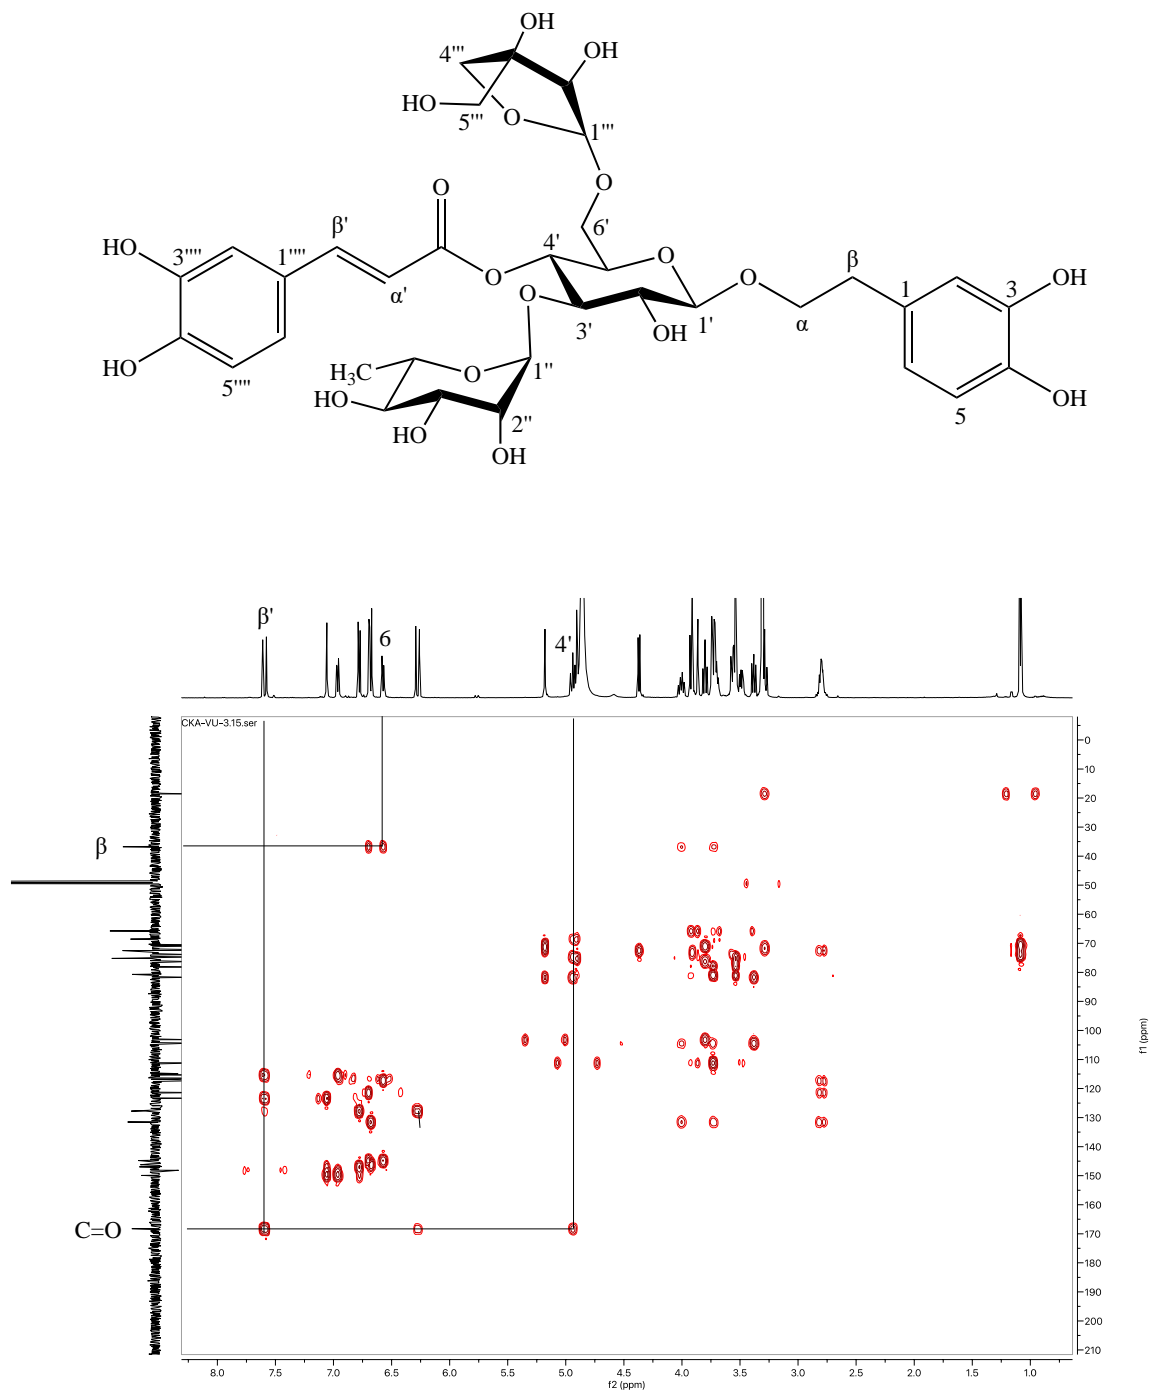 OH
4''' OH
HO 5''' O 1'''
O
O β' 6'
HO 3'''' 1'''' 4' O O β OH
α' O O 3' OH 1' α 1 3
HO 5'''' H₃C O 1'' OH
HO HO 2'' OH 5
β' 6 4'
CKA-VU-3.15.ser
β
C=O
0
10
20
30
40
50
60
70
80
90
100
110
120
130
140
150
160
170
180
190
200
210
f1 (ppm)
8.0 7.5 7.0 6.5 6.0 5.5 5.0 4.5 4.0 3.5 3.0 2.5 2.0 1.5 1.0
f2 (ppm)